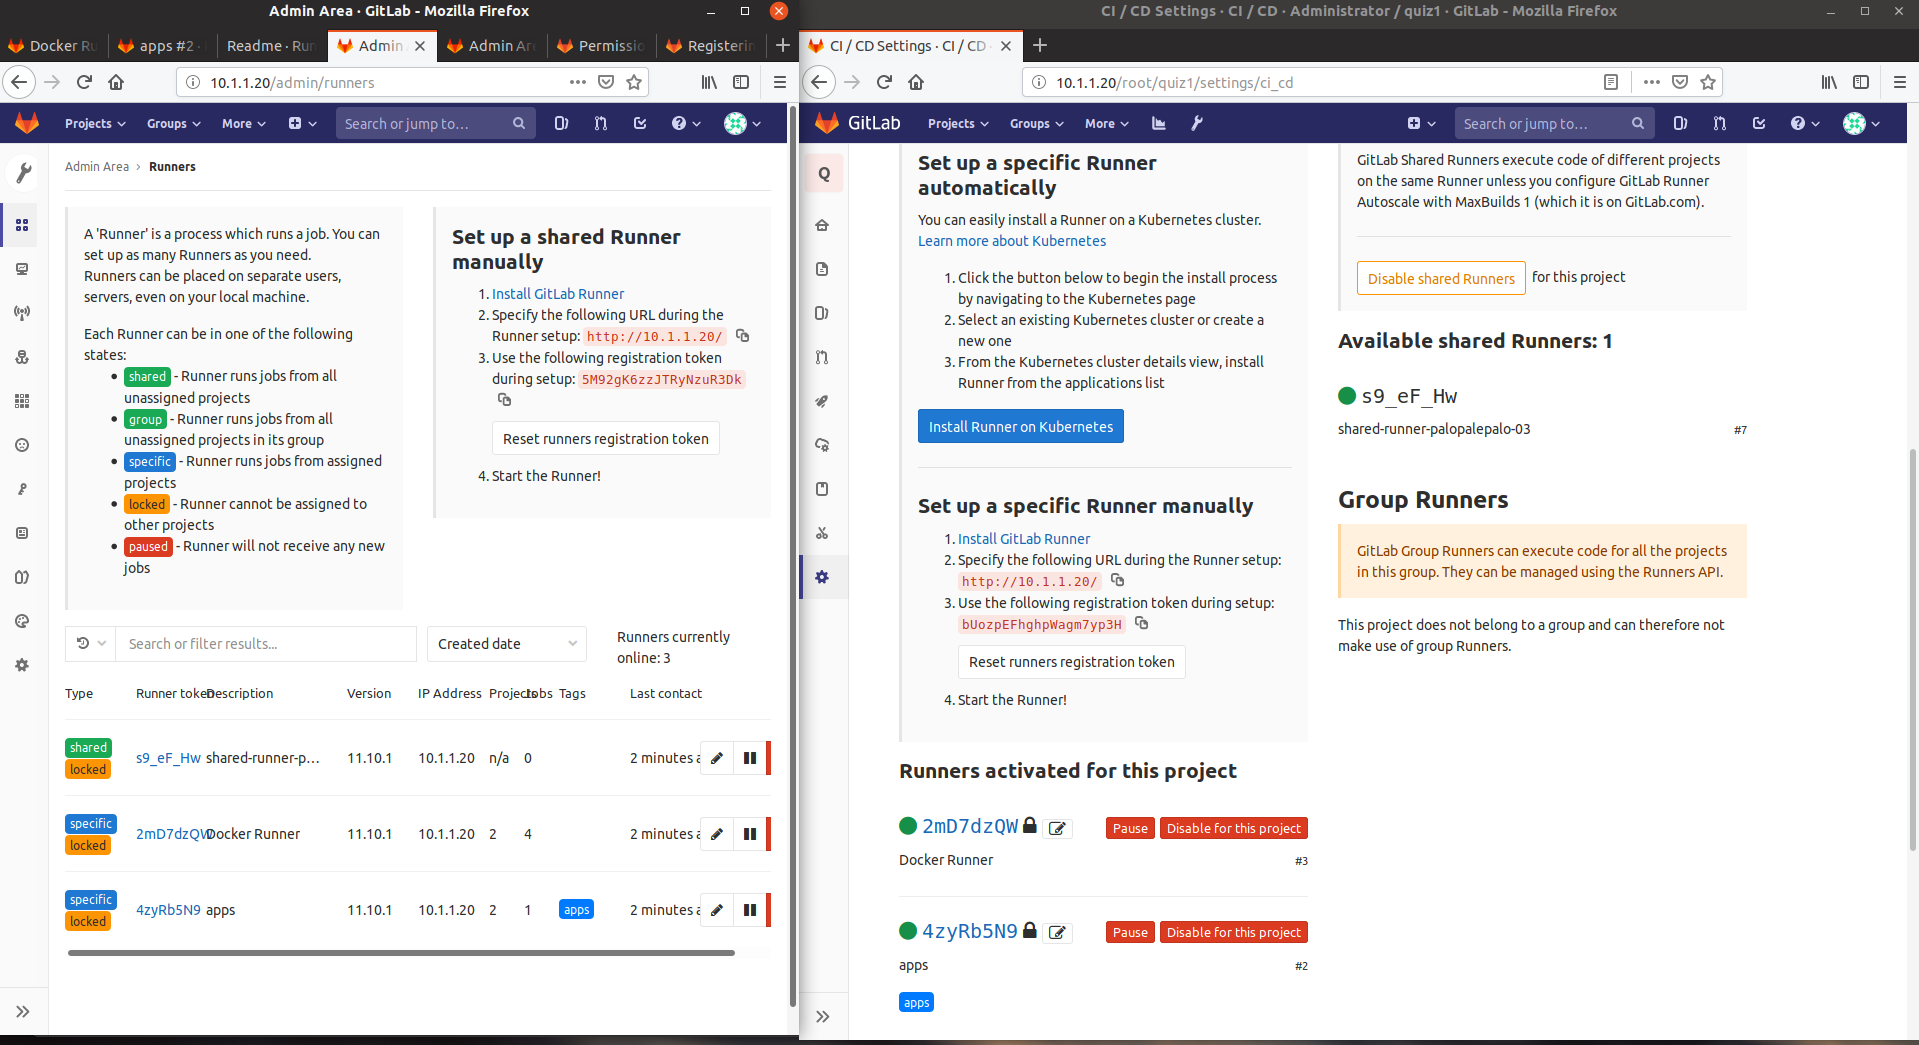 Admin Area · GitLab - Mozilla Firefox
Docker Ru
apps #2 ·
Readme · Run
Admin
Admin Are
Permissio
Registerin
10.1.1.20/admin/runners
Projects
Groups
More
Search or jump to...
Admin Area › Runners
A 'Runner' is a process which runs a job. You can
set up as many Runners as you need.
Runners can be placed on separate users,
servers, even on your local machine.
Each Runner can be in one of the following
states:
shared - Runner runs jobs from all
unassigned projects
group - Runner runs jobs from all
unassigned projects in its group
specific - Runner runs jobs from assigned
projects
locked - Runner cannot be assigned to
other projects
paused - Runner will not receive any new
jobs
Set up a shared Runner
manually
1. Install GitLab Runner
2. Specify the following URL during the
Runner setup: http://10.1.1.20/
3. Use the following registration token
during setup: 5M92gK6zzJTRyNzuR3Dk
Reset runners registration token
4. Start the Runner!
Search or filter results...
Created date
Runners currently
online: 3
Type Runner token Description Version IP Address Projects Jobs Tags Last contact
shared
locked
s9_eF_Hw shared-runner-p... 11.10.1 10.1.1.20 n/a 0 2 minutes a
specific
locked
2mD7dzQW Docker Runner 11.10.1 10.1.1.20 2 4 2 minutes a
specific
locked
4zyRb5N9 apps 11.10.1 10.1.1.20 2 1 apps 2 minutes a
CI / CD Settings · CI / CD · Administrator / quiz1 · GitLab - Mozilla Firefox
CI / CD Settings · CI / CD ·
10.1.1.20/root/quiz1/settings/ci_cd
GitLab
Projects
Groups
More
Search or jump to...
Q
Set up a specific Runner
automatically
You can easily install a Runner on a Kubernetes cluster.
Learn more about Kubernetes
1. Click the button below to begin the install process
by navigating to the Kubernetes page
2. Select an existing Kubernetes cluster or create a
new one
3. From the Kubernetes cluster details view, install
Runner from the applications list
Install Runner on Kubernetes
Set up a specific Runner manually
1. Install GitLab Runner
2. Specify the following URL during the Runner setup:
http://10.1.1.20/
3. Use the following registration token during setup:
bUozpEFhghpWagm7yp3H
Reset runners registration token
4. Start the Runner!
Runners activated for this project
2mD7dzQW
Pause
Disable for this project
Docker Runner
#3
4zyRb5N9
Pause
Disable for this project
apps
#2
apps
GitLab Shared Runners execute code of different projects
on the same Runner unless you configure GitLab Runner
Autoscale with MaxBuilds 1 (which it is on GitLab.com).
Disable shared Runners for this project
Available shared Runners: 1
s9_eF_Hw
shared-runner-palopalepalo-03
#7
Group Runners
GitLab Group Runners can execute code for all the projects
in this group. They can be managed using the Runners API.
This project does not belong to a group and can therefore not
make use of group Runners.